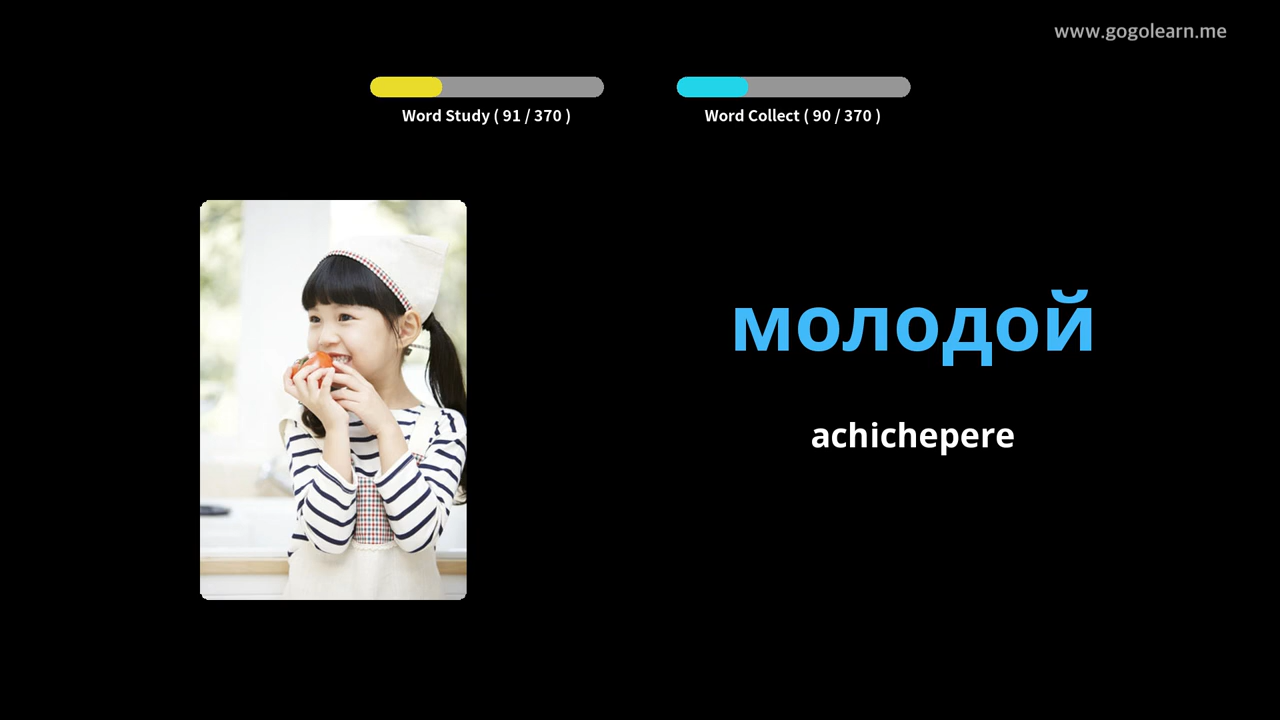 www.gogolearn.me
Word Study ( 91 / 370 )
Word Collect ( 90 / 370 )
молодой
achichepere